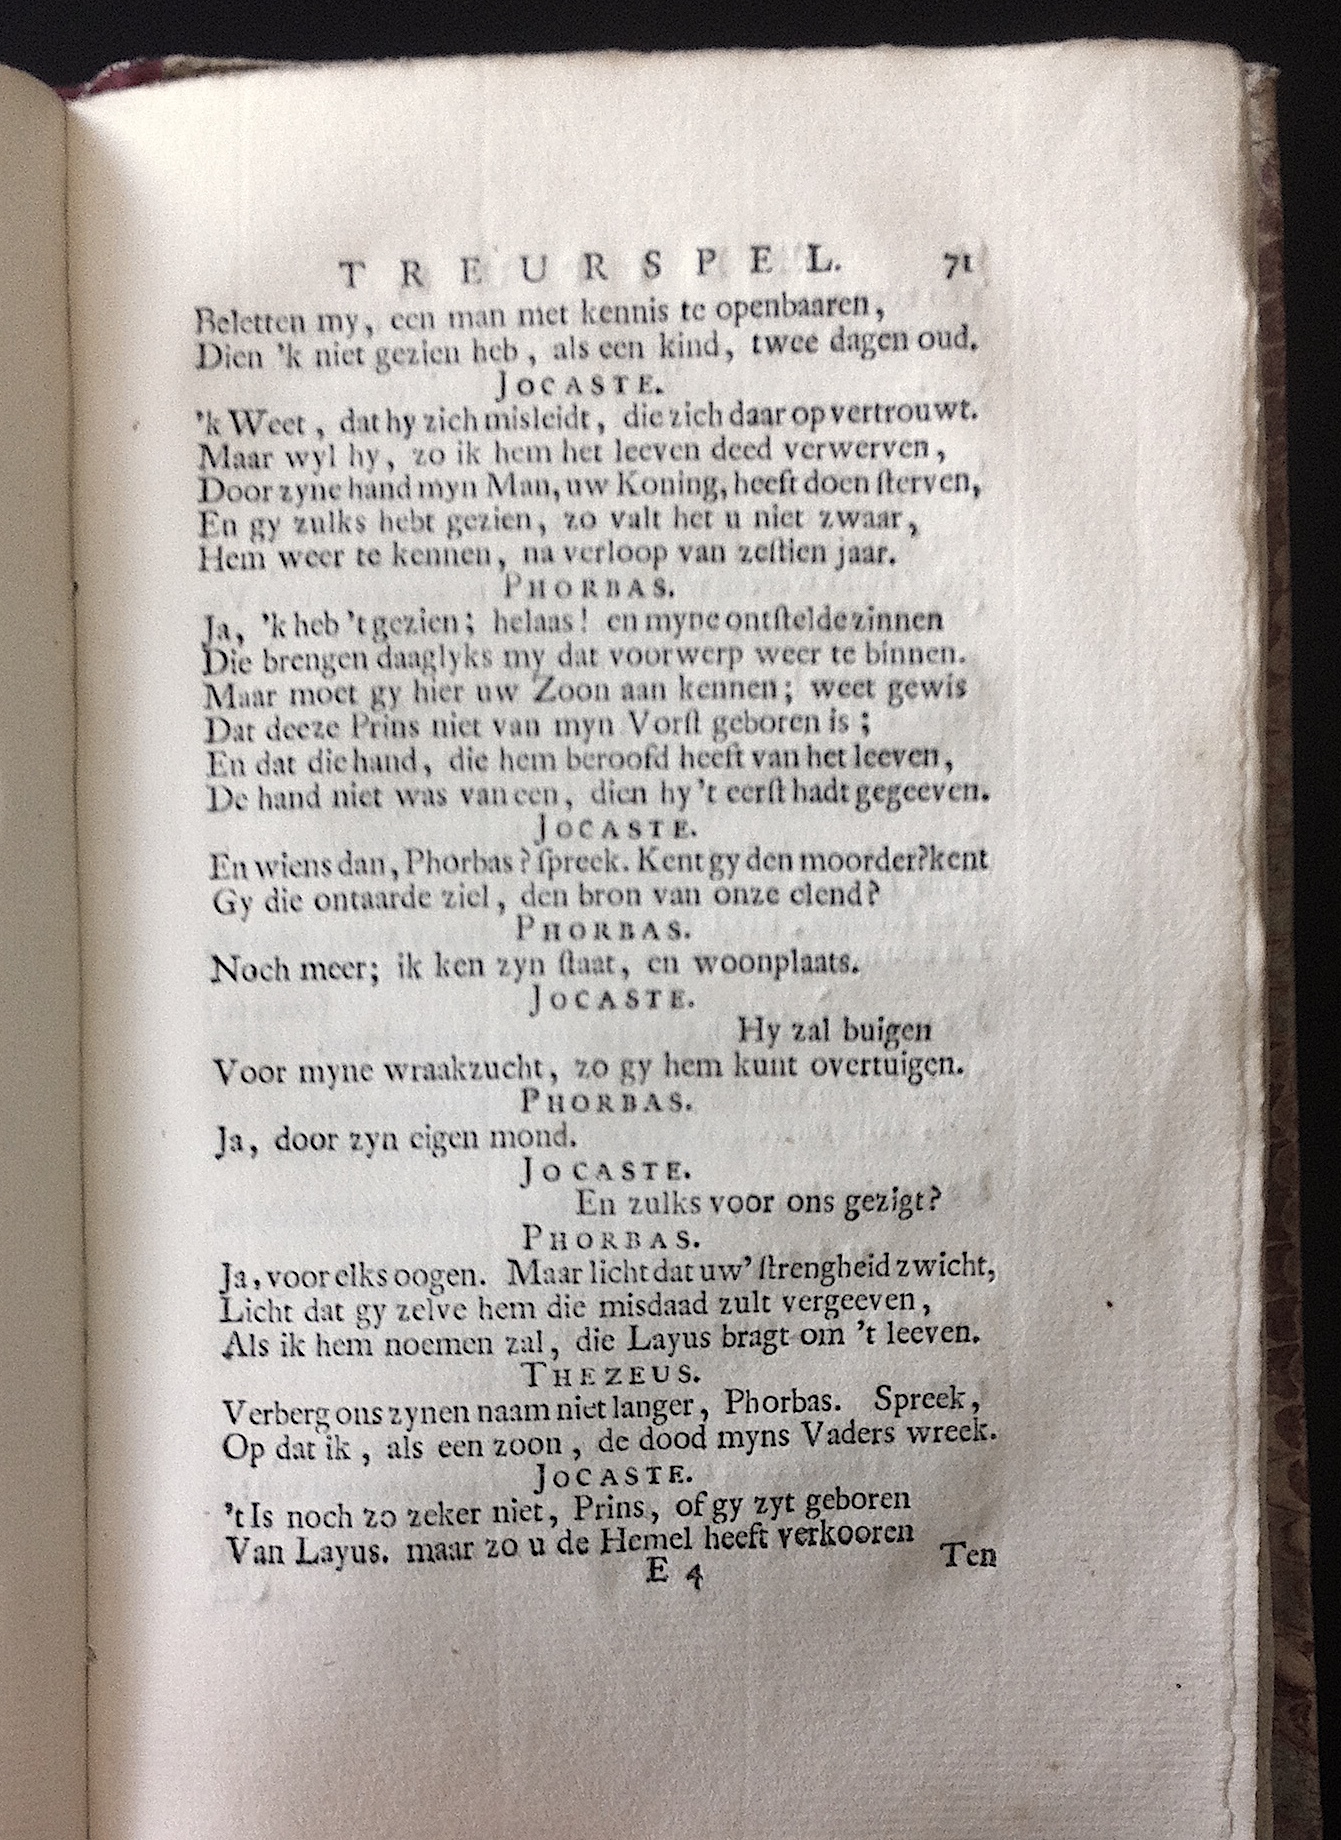 TREURSPEL. 71
Beletten my, een man met kennis te openbaaren,
Dien 'k niet gezien heb, als een kind, twee dagen oud.
JOCASTE.
'k Weet, dat hy zich misleidt, die zich daar op vertrouwt.
Maar wyl hy, zo ik hem het leeven deed verwerven,
Door zyne hand myn Man, uw Koning, heeft doen ſterven,
En gy zulks hebt gezien, zo valt het u niet zwaar,
Hem weer te kennen, na verloop van zeſtien jaar.
PHORBAS.
Ja, 'k heb 't gezien; helaas! en myne ontſtelde zinnen
Die brengen daaglyks my dat voorwerp weer te binnen.
Maar moet gy hier uw Zoon aan kennen; weet gewis
Dat deeze Prins niet van myn Vorſt geboren is;
En dat die hand, die hem beroofd heeft van het leeven,
De hand niet was van een, dien hy 't eerſt hadt gegeeven.
JOCASTE.
En wiens dan, Phorbas? ſpreek. Kent gy den moorder? kent
Gy die ontaarde ziel, den bron van onze elend?
PHORBAS.
Noch meer; ik ken zyn ſtaat, en woonplaats.
JOCASTE.
Hy zal buigen
Voor myne wraakzucht, zo gy hem kunt overtuigen.
PHORBAS.
Ja, door zyn eigen mond.
JOCASTE.
En zulks voor ons gezigt?
PHORBAS.
Ja, voor elks oogen. Maar licht dat uw' ſtrengheid zwicht,
Licht dat gy zelve hem die misdaad zult vergeeven,
Als ik hem noemen zal, die Layus bragt om 't leeven.
THEZEUS.
Verberg ons zynen naam niet langer, Phorbas. Spreek,
Op dat ik, als een zoon, de dood myns Vaders wreek.
JOCASTE.
't Is noch zo zeker niet, Prins, of gy zyt geboren
Van Layus. maar zo u de Hemel heeft verkooren
E 4 Ten